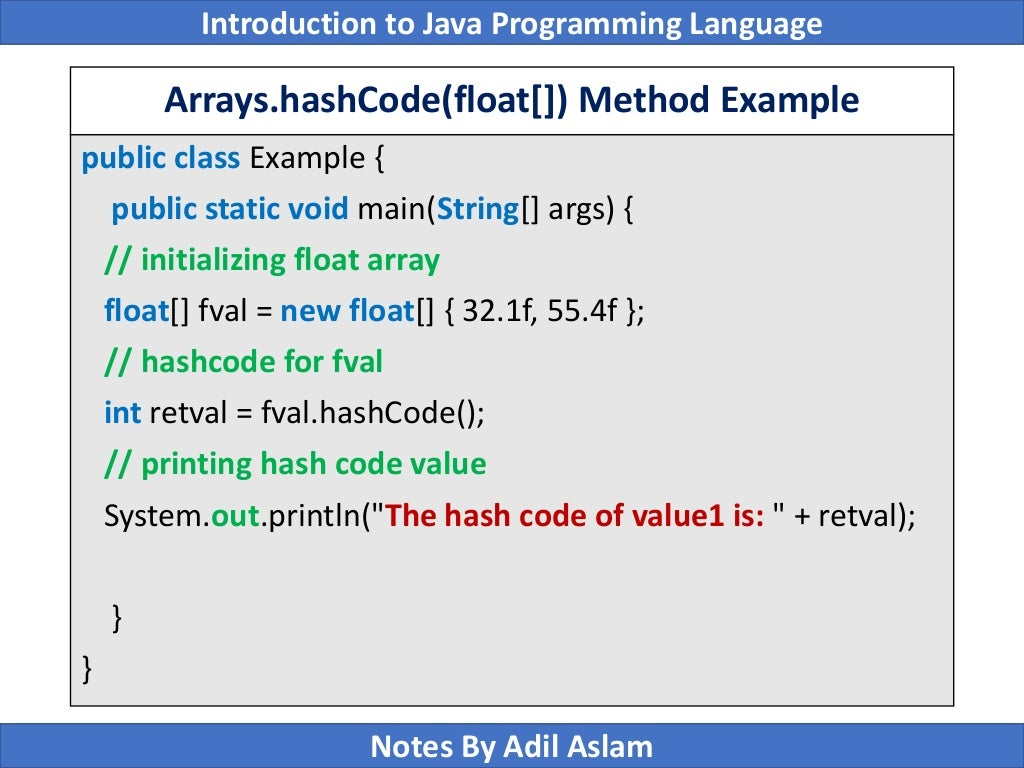 Introduction to Java Programming Language
Arrays.hashCode(float[]) Method Example
public class Example {
public static void main(String[] args) {
// initializing float array
float[] fval = new float[] { 32.1f, 55.4f };
// hashcode for fval
int retval = fval.hashCode();
// printing hash code value
System.out.println("The hash code of value1 is: " + retval);
}
}
Notes By Adil Aslam